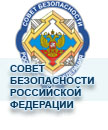 СОВЕТ БЕЗОПАСНОСТИ
СОВЕТ
БЕЗОПАСНОСТИ
РОССИЙСКОЙ
ФЕДЕРАЦИИ